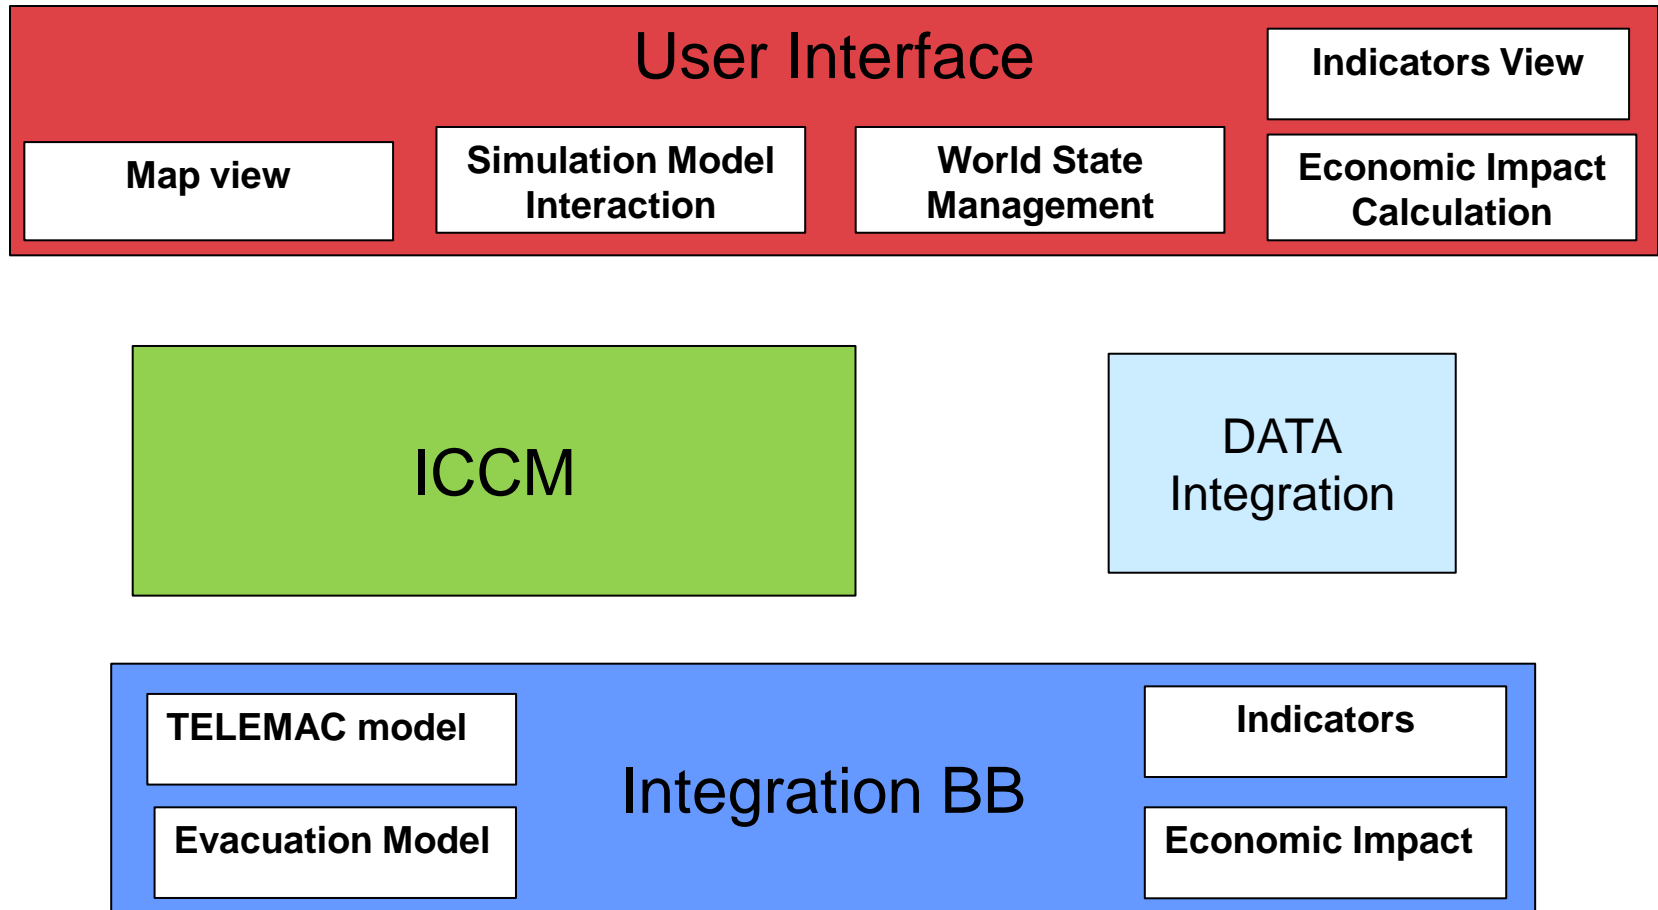 User Interface
Indicators View
Map view
Simulation Model
Interaction
World State
Management
Economic Impact
Calculation
ICCM
DATA
Integration
TELEMAC model
Evacuation Model
Integration BB
Indicators
Economic Impact